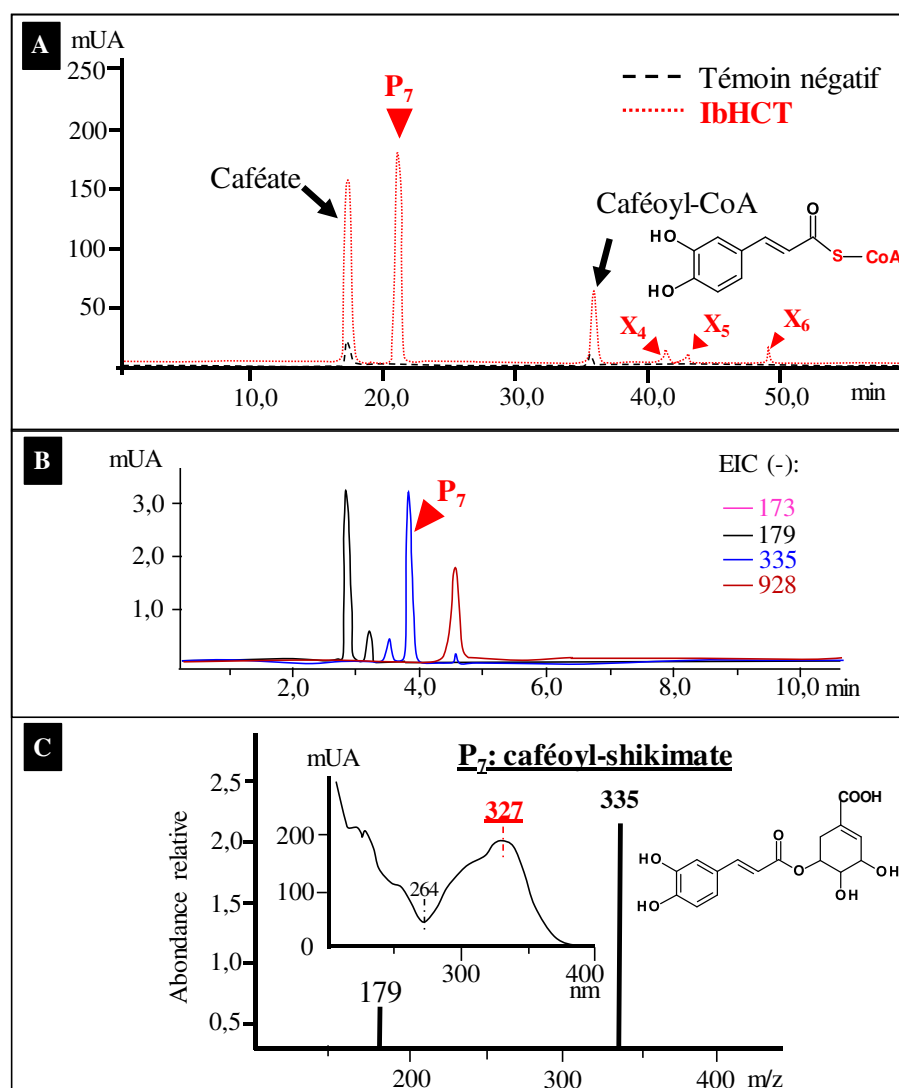 A
mUA
250
200
150
100
50
P7
Témoin négatif
IbHCT
Caféate
Caféoyl-CoA
O
HO
HO
S
CoA
X4
X5
X6
10,0
20,0
30,0
40,0
50,0
min
B
mUA
3,0
2,0
1,0
P7
EIC (-):
173
179
335
928
2,0
4,0
6,0
8,0
10,0
min
C
P7: caféoyl-shikimate
Abondance relative
2,5
2,0
1,5
1,0
0,5
mUA
200
100
0
264
327
300
400
nm
179
335
COOH
O
HO
HO
O
OH
OH
200
300
400
m/z